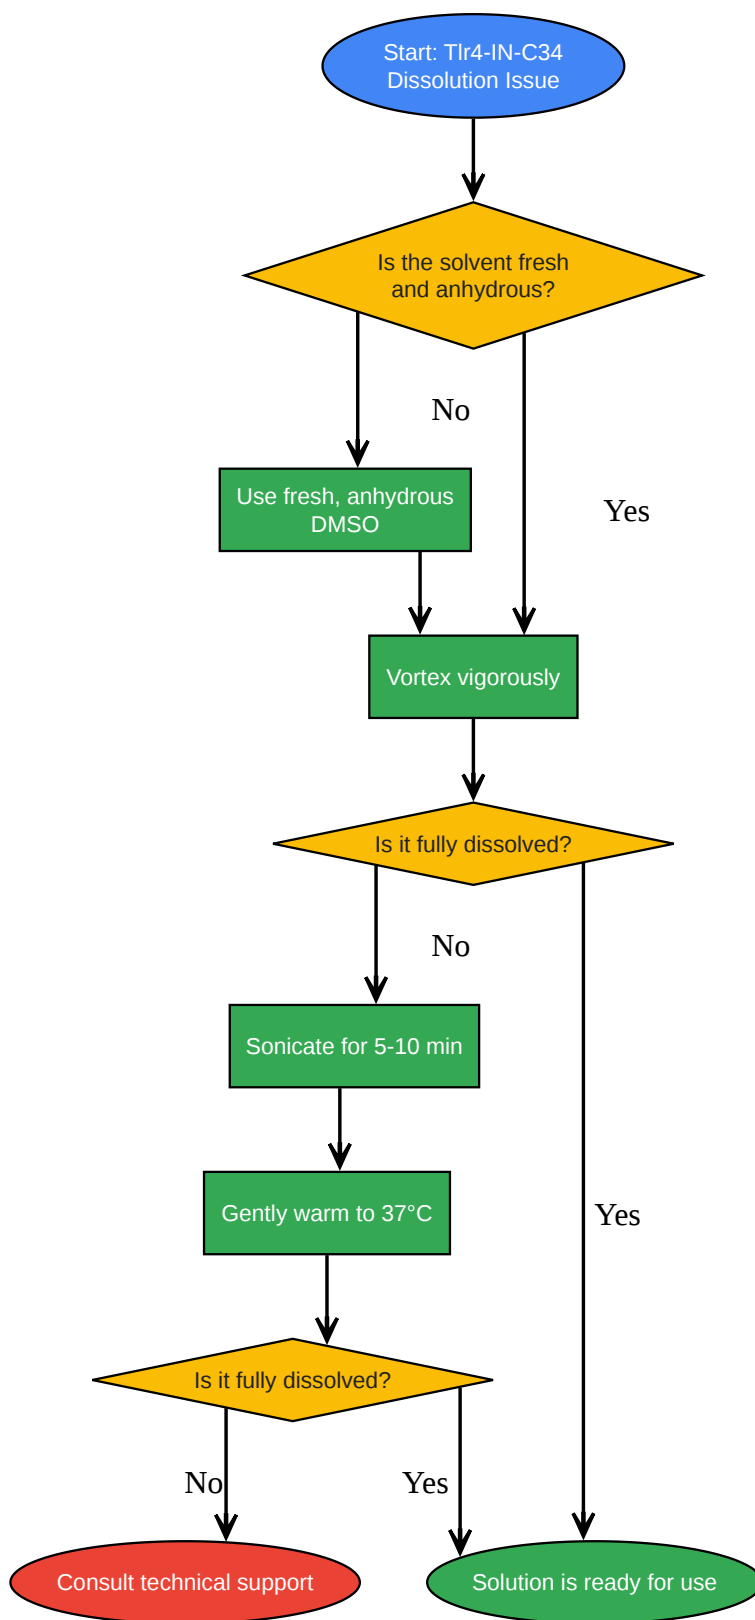 Start: Tlr4-IN-C34
Dissolution Issue
Is the solvent fresh
and anhydrous?
No
Use fresh, anhydrous
DMSO
Yes
Vortex vigorously
Is it fully dissolved?
No
Sonicate for 5-10 min
Gently warm to 37°C
Yes
Is it fully dissolved?
No
Yes
Consult technical support
Solution is ready for use